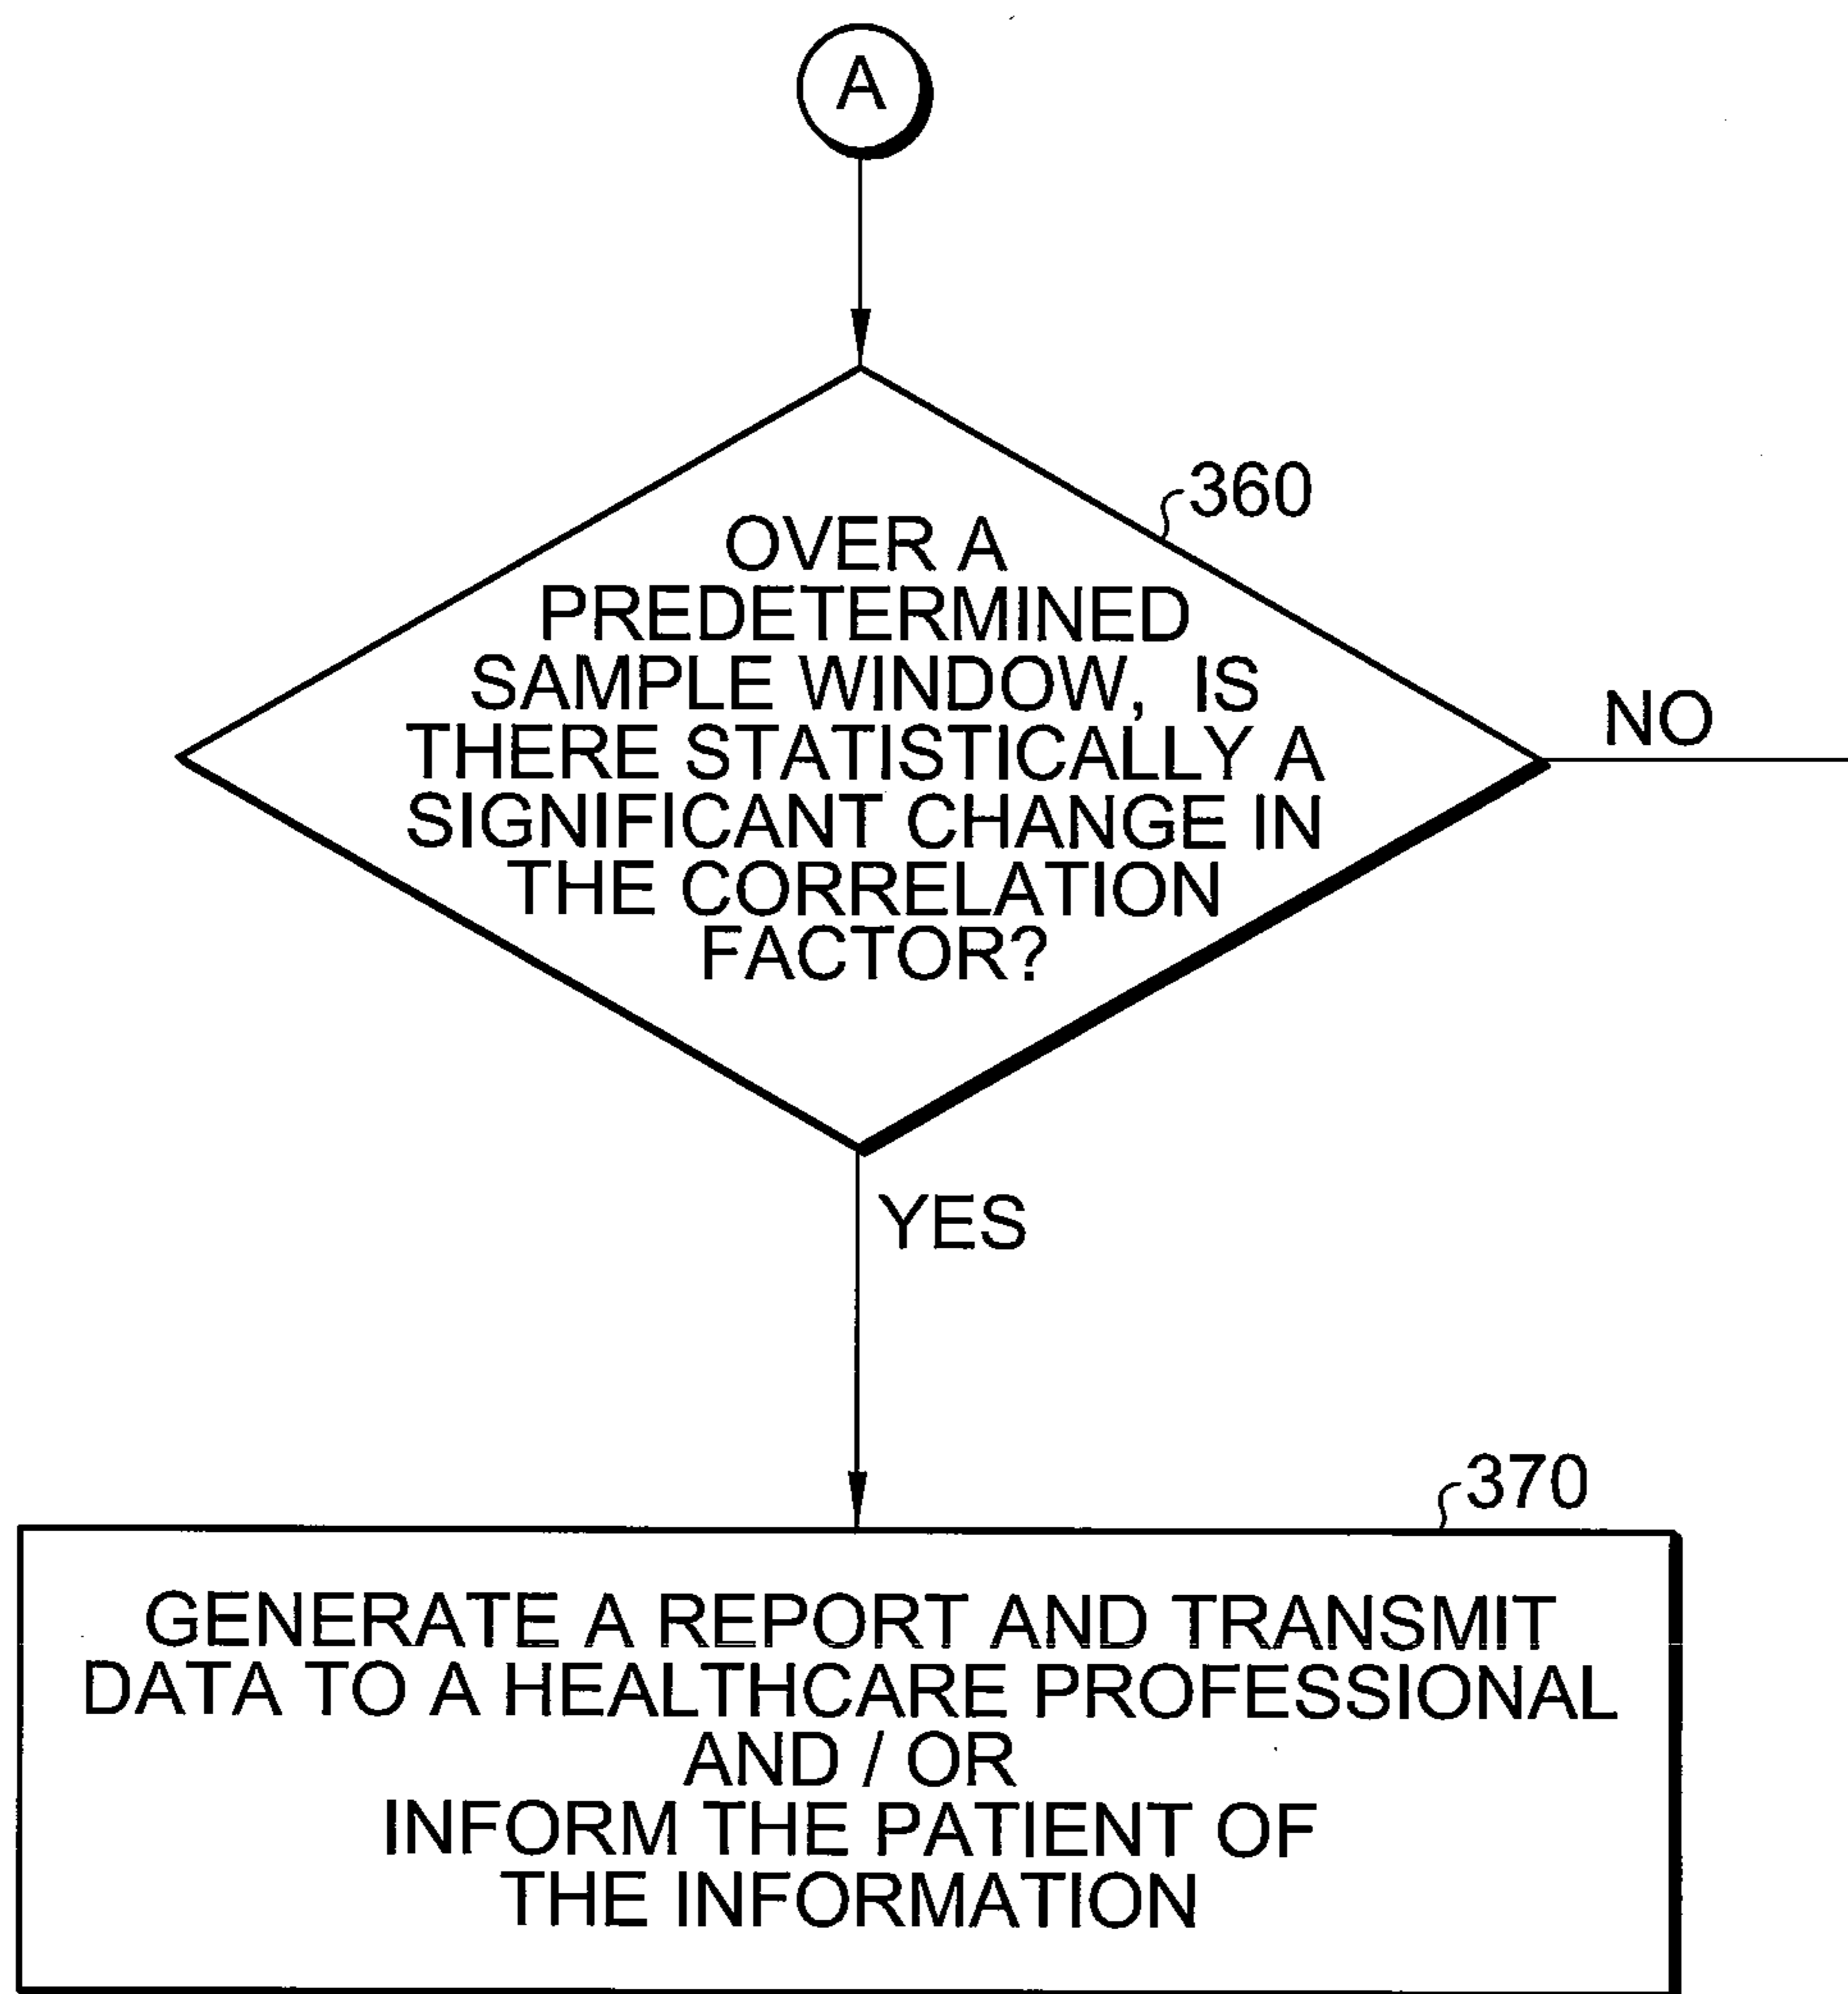 A
360
OVER A
PREDETERMINED
SAMPLE WINDOW, IS
THERE STATISTICALLY A
SIGNIFICANT CHANGE IN
THE CORRELATION
FACTOR?
NO
YES
370
GENERATE A REPORT AND TRANSMIT
DATA TO A HEALTHCARE PROFESSIONAL
AND / OR
INFORM THE PATIENT OF
THE INFORMATION